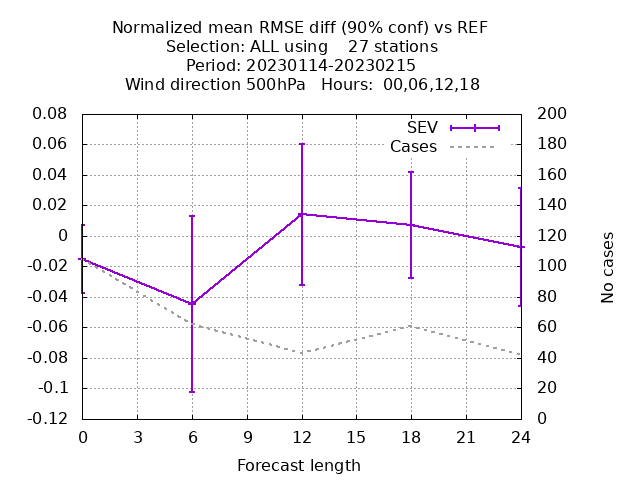 Normalized mean RMSE diff (90% conf) vs REF
Selection: ALL using    27 stations
Period: 20230114-20230215
Wind direction 500hPa   Hours:  00,06,12,18
SEV
Cases
0.08
0.06
0.04
0.02
0
-0.02
-0.04
-0.06
-0.08
-0.1
-0.12
200
180
160
140
120
100
80
60
40
20
0
No cases
0 3 6 9 12 15 18 21 24
Forecast length